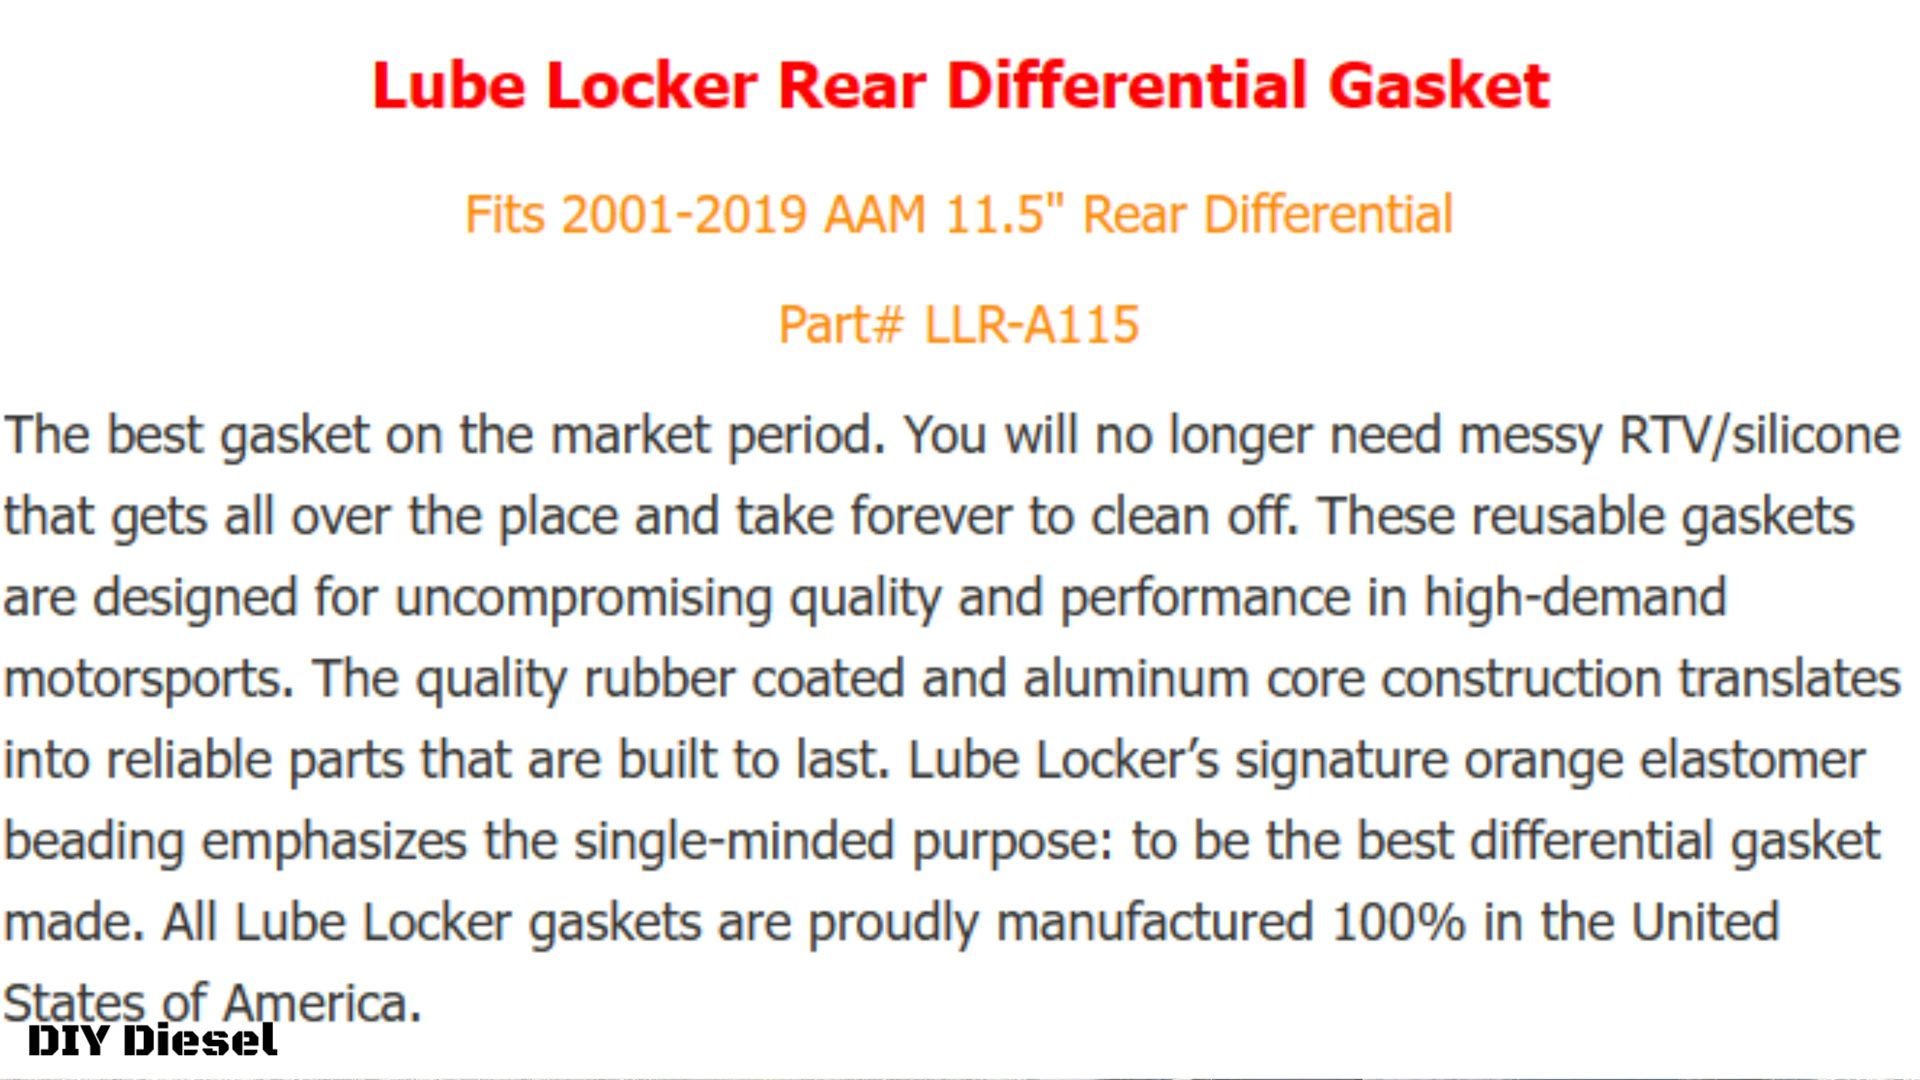 Lube Locker Rear Differential Gasket
Fits 2001-2019 AAM 11.5" Rear Differential
Part# LLR-A115
The best gasket on the market period. You will no longer need messy RTV/silicone
that gets all over the place and take forever to clean off. These reusable gaskets
are designed for uncompromising quality and performance in high-demand
motorsports. The quality rubber coated and aluminum core construction translates
into reliable parts that are built to last. Lube Locker’s signature orange elastomer
beading emphasizes the single-minded purpose: to be the best differential gasket
made. All Lube Locker gaskets are proudly manufactured 100% in the United
States of America.
DIY Diesel